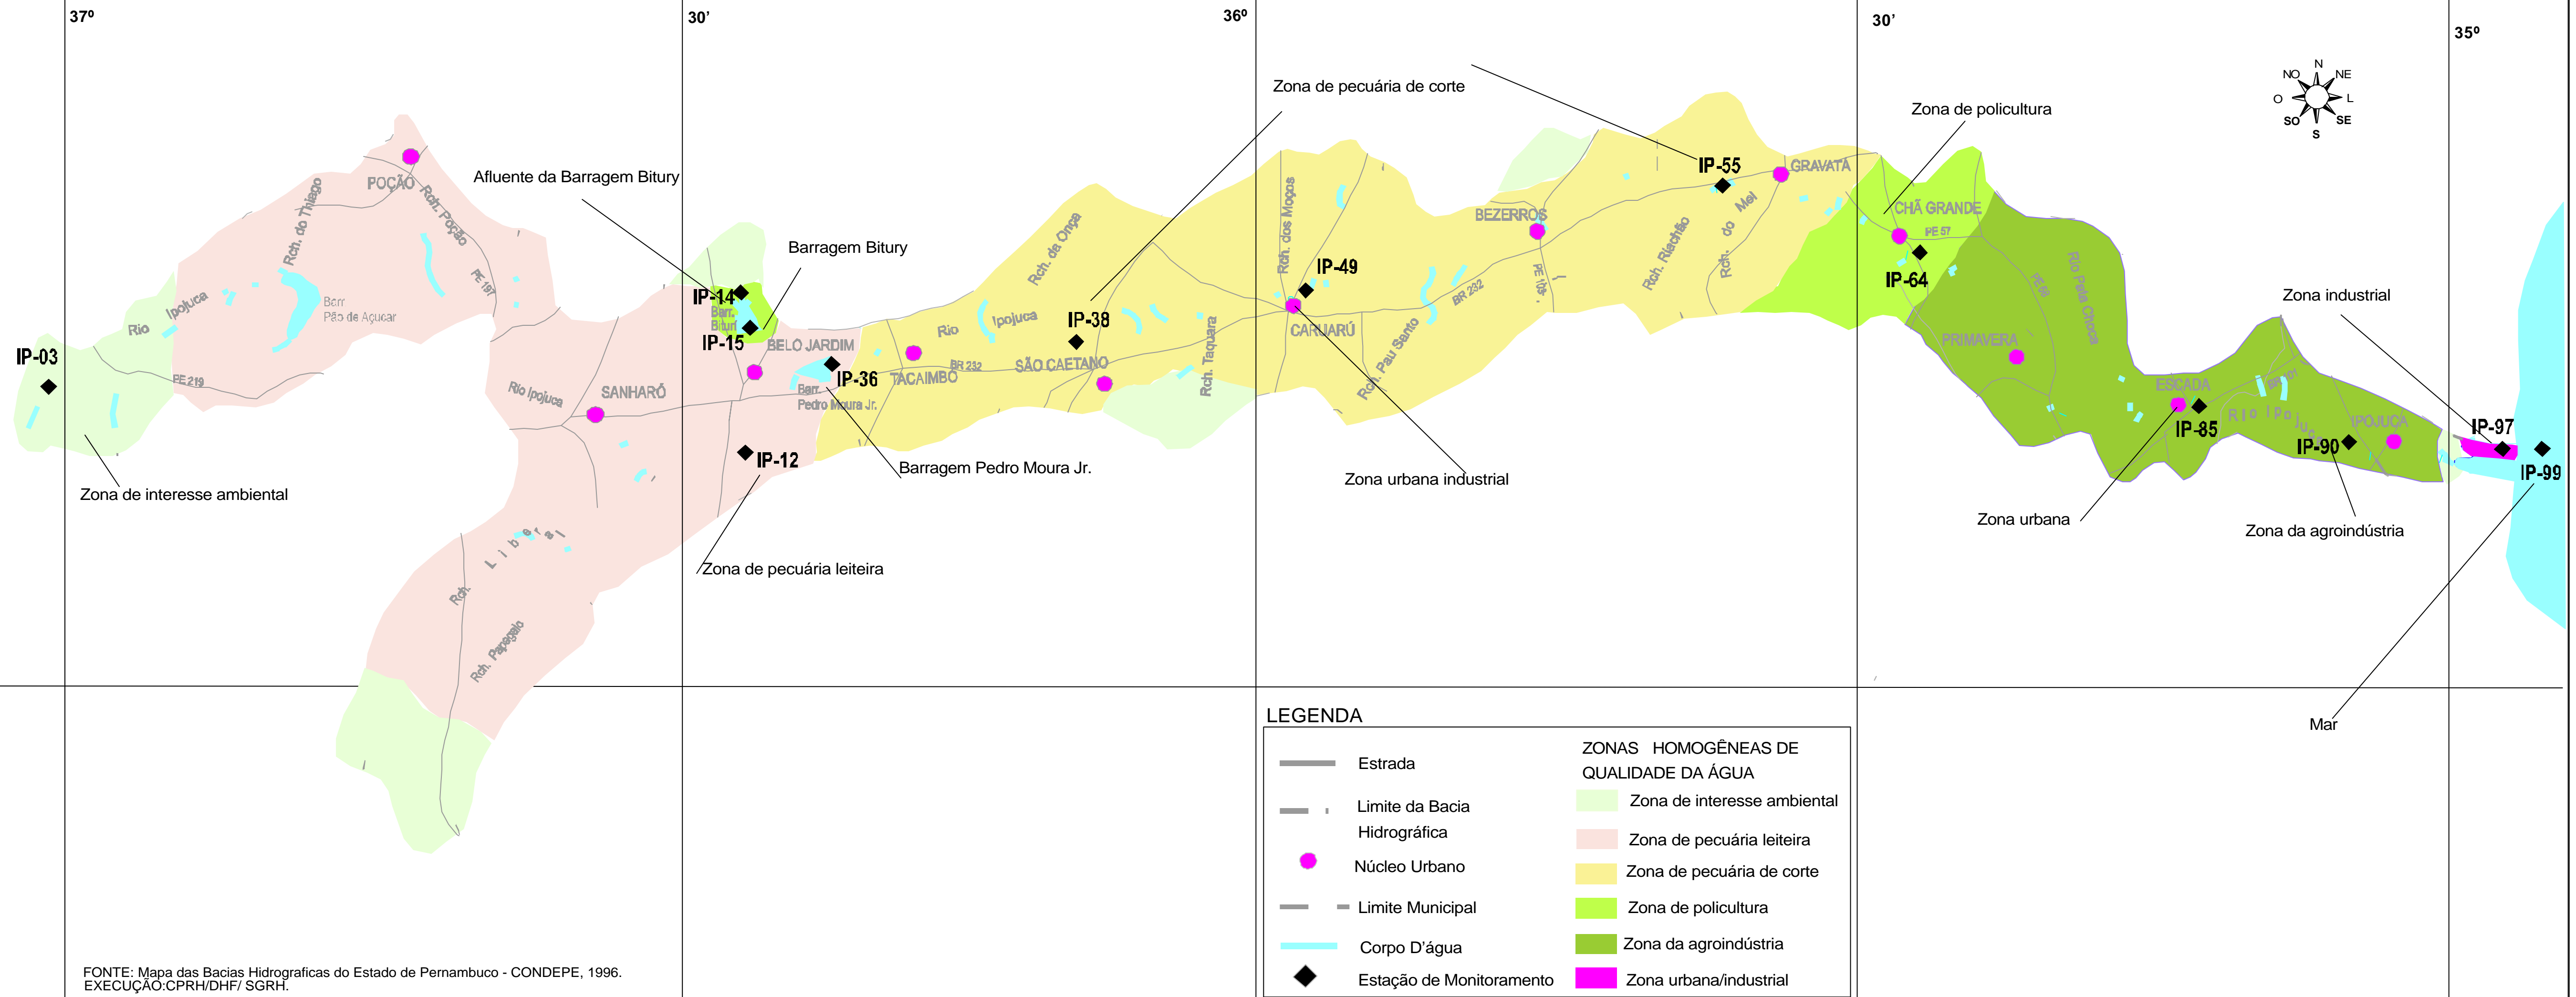 37º
30'
36º
30'
35º
N
NO
NE
O
L
SO
SE
S
Zona de pecuária de corte
Zona de policultura
Afluente da Barragem Bitury
Barragem Bitury
POÇÃO
Rch. do Thiago
Rch. Poção
PE 197
Rio Ipojuca
Barr
Pão de Açucar
PE 219
IP-03
Zona de interesse ambiental
Rio Ipojuca
SANHARÓ
Rch. Liberal
Rch. Papagaio
IP-14
Barr.
Bituri
IP-15
BELO JARDIM
IP-36
Barr.
Pedro Moura Jr.
IP-12
Zona de pecuária leiteira
Barragem Pedro Moura Jr.
Rio Ipojuca
TACAIMBÓ
BR 232
Rch. da Onça
IP-38
SÃO CAETANO
Rch. Taquara
Rch. dos Moços
IP-49
CARUARÚ
Rch. Pau Santo
BR 232
Zona urbana industrial
BEZERROS
PE 103
IP-55
GRAVATÁ
Rch. Riachão
Rch. do Mel
CHÃ GRANDE
PE 57
IP-64
PRIMAVERA
Rio Pata Choca
ESCADA
IP-85
Zona urbana
Rio Ipojuca
BR 101
IPOJUCA
IP-90
Zona da agroindústria
Zona industrial
IP-97
IP-99
Mar
LEGENDA
Estrada
Limite da Bacia
Hidrográfica
Núcleo Urbano
Limite Municipal
Corpo D'água
Estação de Monitoramento
ZONAS HOMOGÊNEAS DE
QUALIDADE DA ÁGUA
Zona de interesse ambiental
Zona de pecuária leiteira
Zona de pecuária de corte
Zona de policultura
Zona da agroindústria
Zona urbana/industrial
FONTE: Mapa das Bacias Hidrograficas do Estado de Pernambuco - CONDEPE, 1996.
EXECUÇÃO:CPRH/DHF/ SGRH.